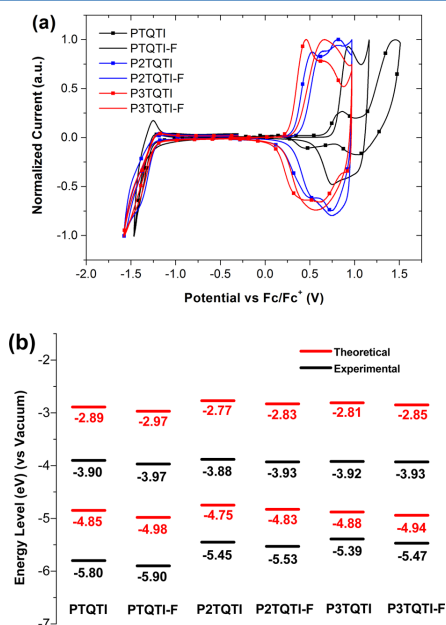 (a)
PTQTI
PTQTI-F
P2TQTI
P2TQTI-F
P3TQTI
P3TQTI-F
Normalized Current (a.u.)
1.0
0.5
0.0
-0.5
-1.0
-2.0 -1.5 -1.0 -0.5 0.0 0.5 1.0 1.5
Potential vs Fc/Fc+ (V)
(b)
Energy Level (eV) (vs Vacuum)
-2
-3
-4
-5
-6
-7
Theoretical
Experimental
-2.89 -2.97 -2.77 -2.83 -2.81 -2.85
-3.90 -3.97 -3.88 -3.93 -3.92 -3.93
-4.85 -4.98 -4.75 -4.83 -4.88 -4.94
-5.80 -5.90 -5.45 -5.53 -5.39 -5.47
PTQTI PTQTI-F P2TQTI P2TQTI-F P3TQTI P3TQTI-F